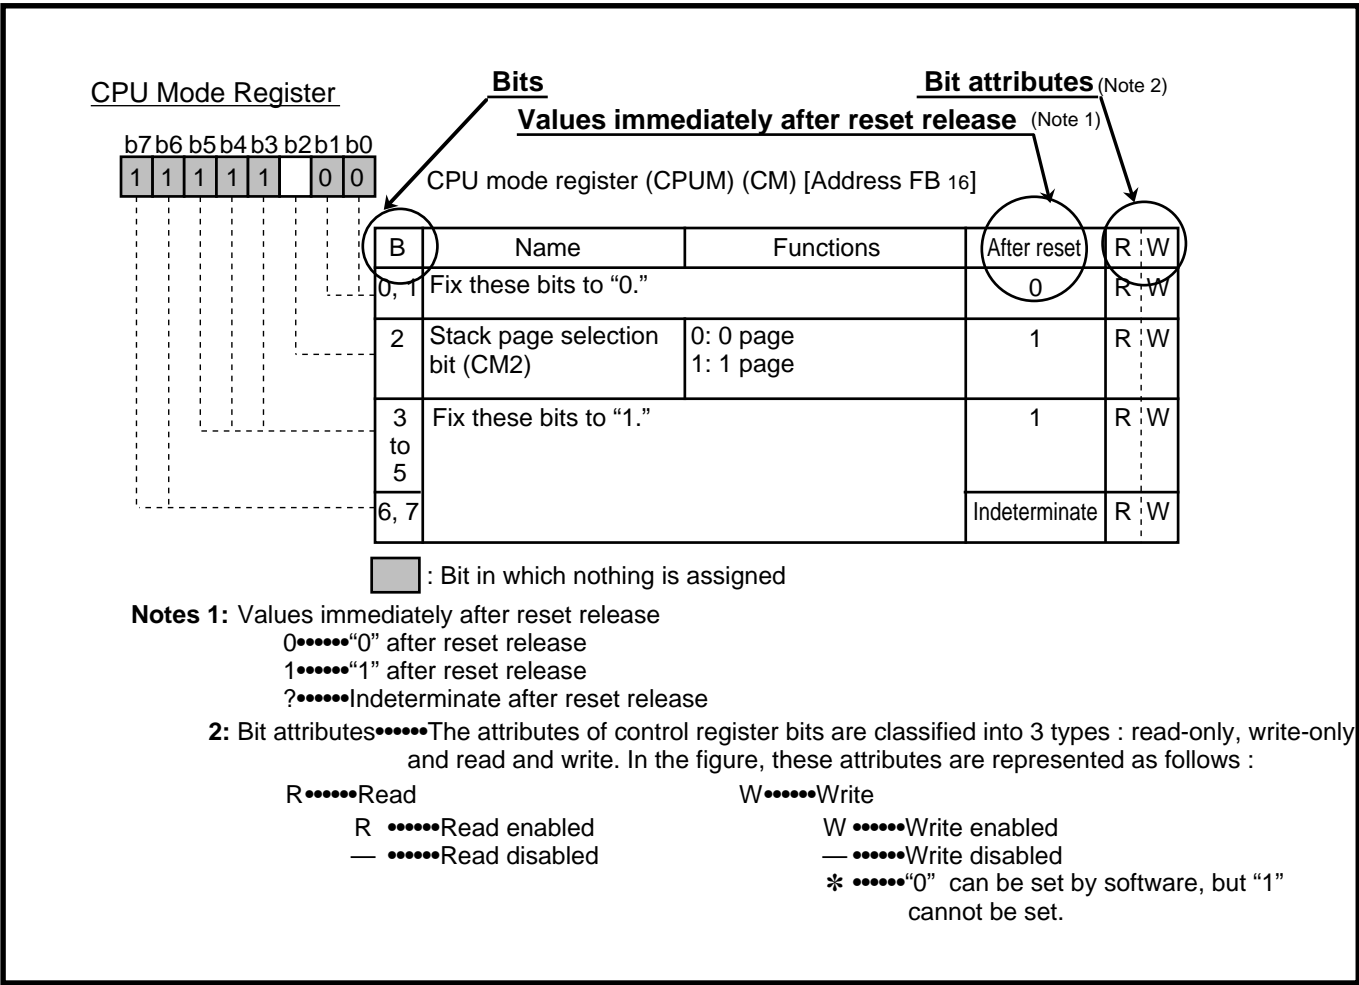 Bits
Bit attributes (Note 2)
CPU Mode Register
Values immediately after reset release (Note 1)
b7 b6 b5 b4 b3 b2 b1 b0
1 1 1 1 1 0 0
CPU mode register (CPUM) (CM) [Address FB 16]
B Name Functions After reset R W
0, 1 Fix these bits to “0.” 0 R W
2 Stack page selection 0: 0 page 1 R W
bit (CM2) 1: 1 page
3 Fix these bits to “1.” 1 R W
to
5
6, 7 Indeterminate R W
: Bit in which nothing is assigned
Notes 1: Values immediately after reset release
0••••••“0” after reset release
1••••••“1” after reset release
?••••••Indeterminate after reset release
2: Bit attributes••••••The attributes of control register bits are classified into 3 types : read-only, write-only
and read and write. In the figure, these attributes are represented as follows :
R••••••Read W••••••Write
R ••••••Read enabled W ••••••Write enabled
— ••••••Read disabled — ••••••Write disabled
✻ ••••••“0” can be set by software, but “1”
cannot be set.